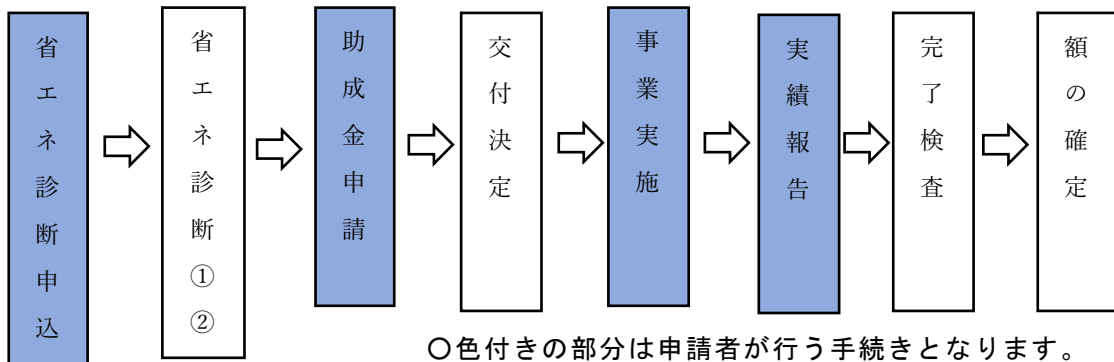 省エネ診断申込
省エネ診断①②
助成金申請
交付決定
事業実施
実績報告
完了検査
額の確定
〇色付きの部分は申請者が行う手続きとなります。